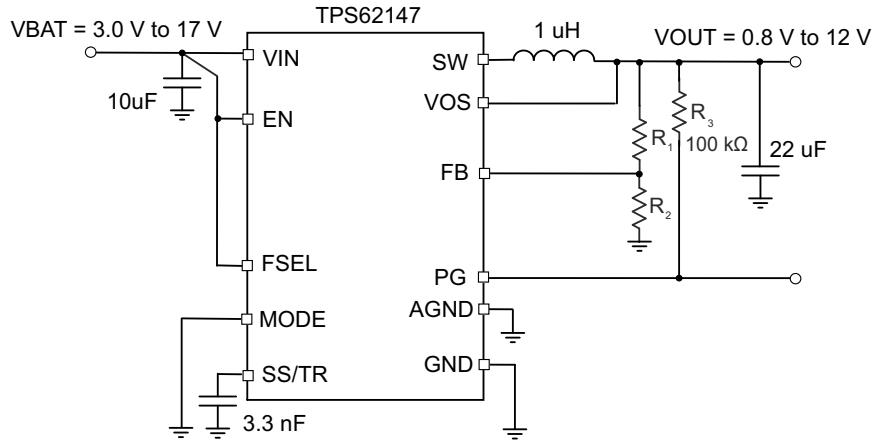 TPS62147
VBAT = 3.0 V to 17 V
1 uH
VOUT = 0.8 V to 12 V
VIN
SW
10uF
VOS
EN
R1
R3
100 kΩ
22 uF
FB
R2
FSEL
PG
MODE
AGND
SS/TR
GND
3.3 nF